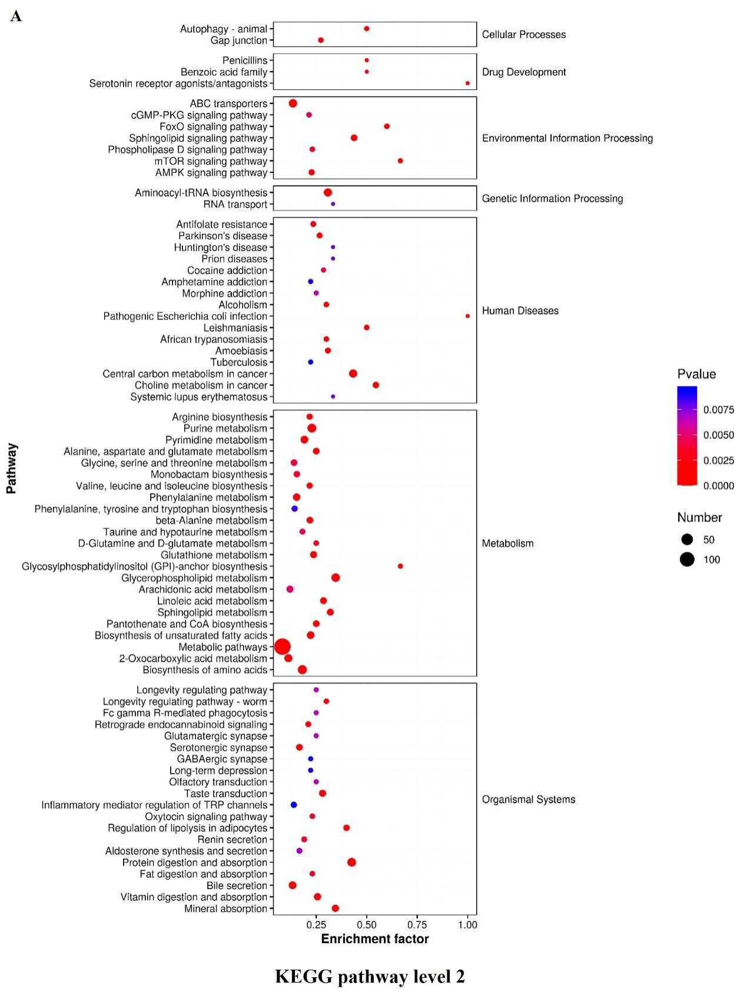 A
Autophagy - animal
Gap junction
Cellular Processes
Penicillins
Benzoic acid family
Serotonin receptor agonists/antagonists
Drug Development
ABC transporters
cGMP-PKG signaling pathway
FoxO signaling pathway
Sphingolipid signaling pathway
Phospholipase D signaling pathway
mTOR signaling pathway
AMPK signaling pathway
Environmental Information Processing
Aminoacyl-tRNA biosynthesis
RNA transport
Genetic Information Processing
Antifolate resistance
Parkinson's disease
Huntington's disease
Prion diseases
Cocaine addiction
Amphetamine addiction
Morphine addiction
Alcoholism
Pathogenic Escherichia coli infection
Leishmaniasis
African trypanosomiasis
Amoebiasis
Tuberculosis
Central carbon metabolism in cancer
Choline metabolism in cancer
Systemic lupus erythematosus
Human Diseases
Arginine biosynthesis
Purine metabolism
Pyrimidine metabolism
Alanine, aspartate and glutamate metabolism
Glycine, serine and threonine metabolism
Monobactam biosynthesis
Valine, leucine and isoleucine biosynthesis
Phenylalanine metabolism
Phenylalanine, tyrosine and tryptophan biosynthesis
beta-Alanine metabolism
Taurine and hypotaurine metabolism
D-Glutamine and D-glutamate metabolism
Glutathione metabolism
Glycosylphosphatidylinositol (GPI)-anchor biosynthesis
Glycerophospholipid metabolism
Arachidonic acid metabolism
Linoleic acid metabolism
Sphingolipid metabolism
Pantothenate and CoA biosynthesis
Biosynthesis of unsaturated fatty acids
Metabolic pathways
2-Oxocarboxylic acid metabolism
Biosynthesis of amino acids
Metabolism
Longevity regulating pathway
Longevity regulating pathway - worm
Fc gamma R-mediated phagocytosis
Retrograde endocannabinoid signaling
Glutamatergic synapse
Serotonergic synapse
GABAergic synapse
Long-term depression
Olfactory transduction
Taste transduction
Inflammatory mediator regulation of TRP channels
Oxytocin signaling pathway
Regulation of lipolysis in adipocytes
Renin secretion
Aldosterone synthesis and secretion
Protein digestion and absorption
Fat digestion and absorption
Bile secretion
Vitamin digestion and absorption
Mineral absorption
Organismal Systems
Pathway
0.25 0.50 0.75 1.00
Enrichment factor
Pvalue
0.0075
0.0050
0.0025
0.0000
Number
50
100
KEGG pathway level 2